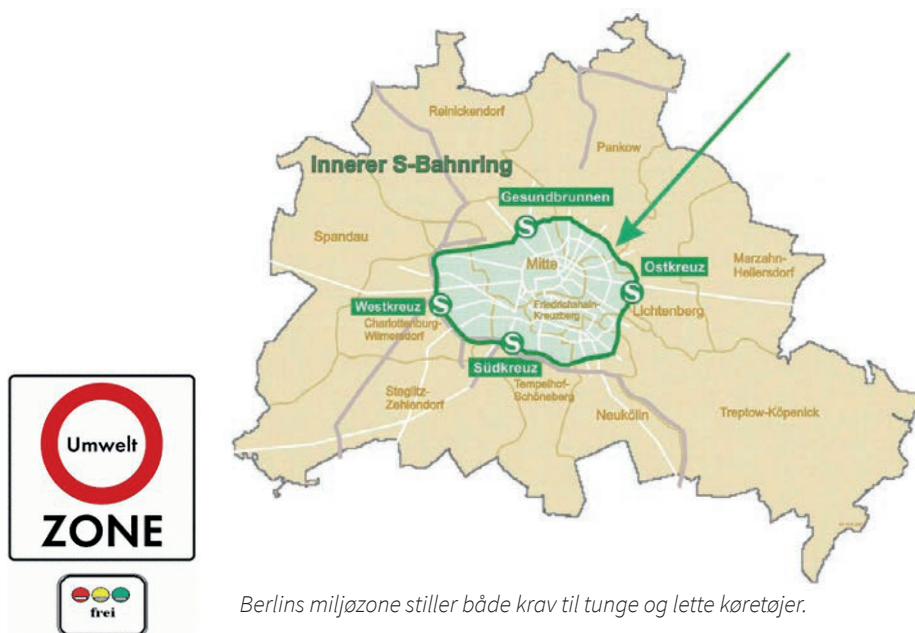 Reinickendorf
Pankow
Innerer S-Bahnring
Gesundbrunnen
S
Spandau
Mitte
Ostkreuz
Marzahn-
Hellersdorf
S
Westkreuz
S
Friedrichshain-
Kreuzberg
Lichtenberg
Charlottenburg-
Wilmersdorf
S
Südkreuz
Tempelhof-
Schöneberg
Steglitz-
Zehlendorf
Neukölln
Treptow-Köpenick
Umwelt
ZONE
frei
Berlins miljøzone stiller både krav til tunge og lette køretøjer.